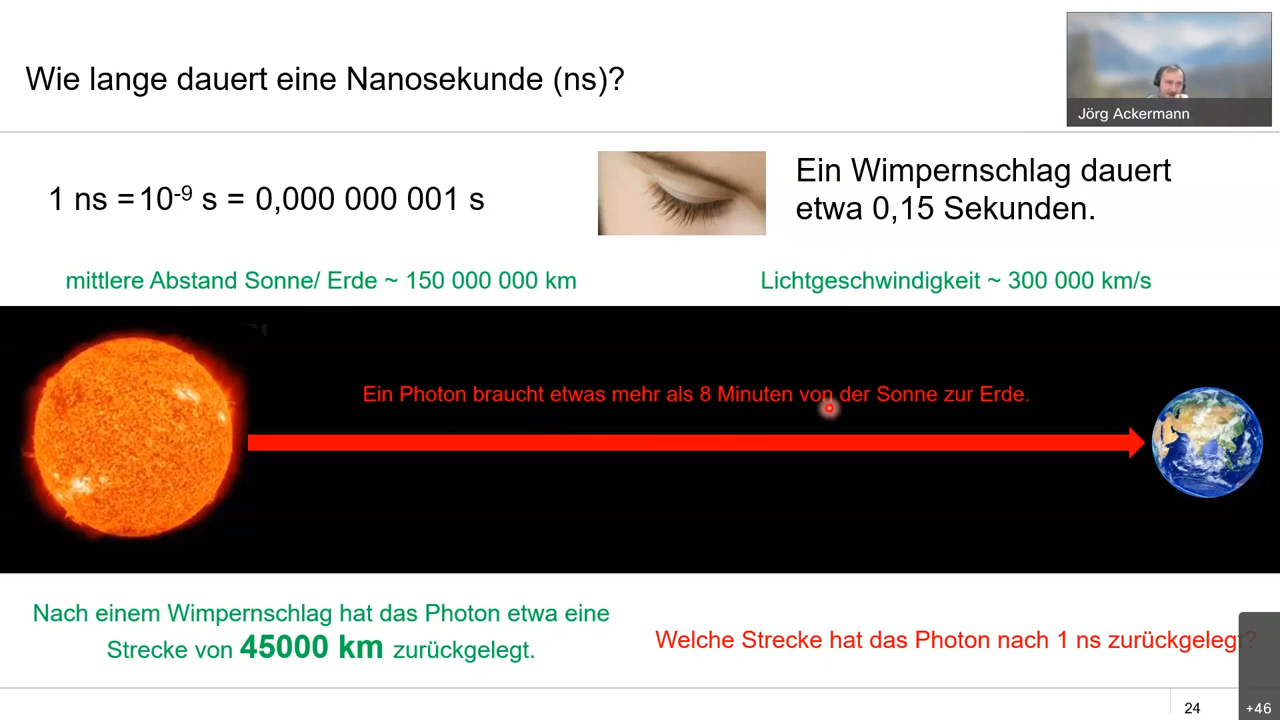 Wie lange dauert eine Nanosekunde (ns)?
Jörg Ackermann
1 ns = 10⁻⁹ s = 0,000 000 001 s
Ein Wimpernschlag dauert
etwa 0,15 Sekunden.
mittlere Abstand Sonne/ Erde ~ 150 000 000 km
Lichtgeschwindigkeit ~ 300 000 km/s
Ein Photon braucht etwas mehr als 8 Minuten von der Sonne zur Erde.
Nach einem Wimpernschlag hat das Photon etwa eine
Strecke von 45000 km zurückgelegt.
Welche Strecke hat das Photon nach 1 ns zurückgelegt?
24
+46